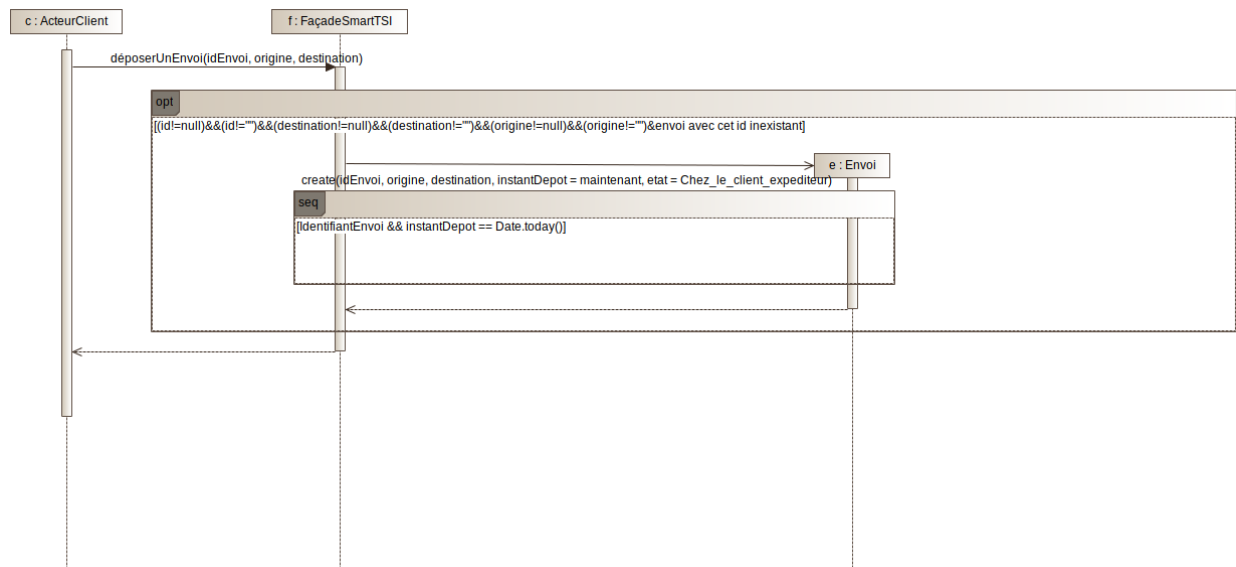 c : ActeurClient
f : FaçadeSmartTSI
déposerUnEnvoi(idEnvoi, origine, destination)
opt
[(id!=null)&&(id!="")&&(destination!=null)&&(destination!="")&&(origine!=null)&&(origine!="")&envoi avec cet id inexistant]
e : Envoi
create(idEnvoi, origine, destination, instantDepot = maintenant, etat = Chez_le_client_expediteur)
seq
[IdentifiantEnvoi && instantDepot == Date.today()]